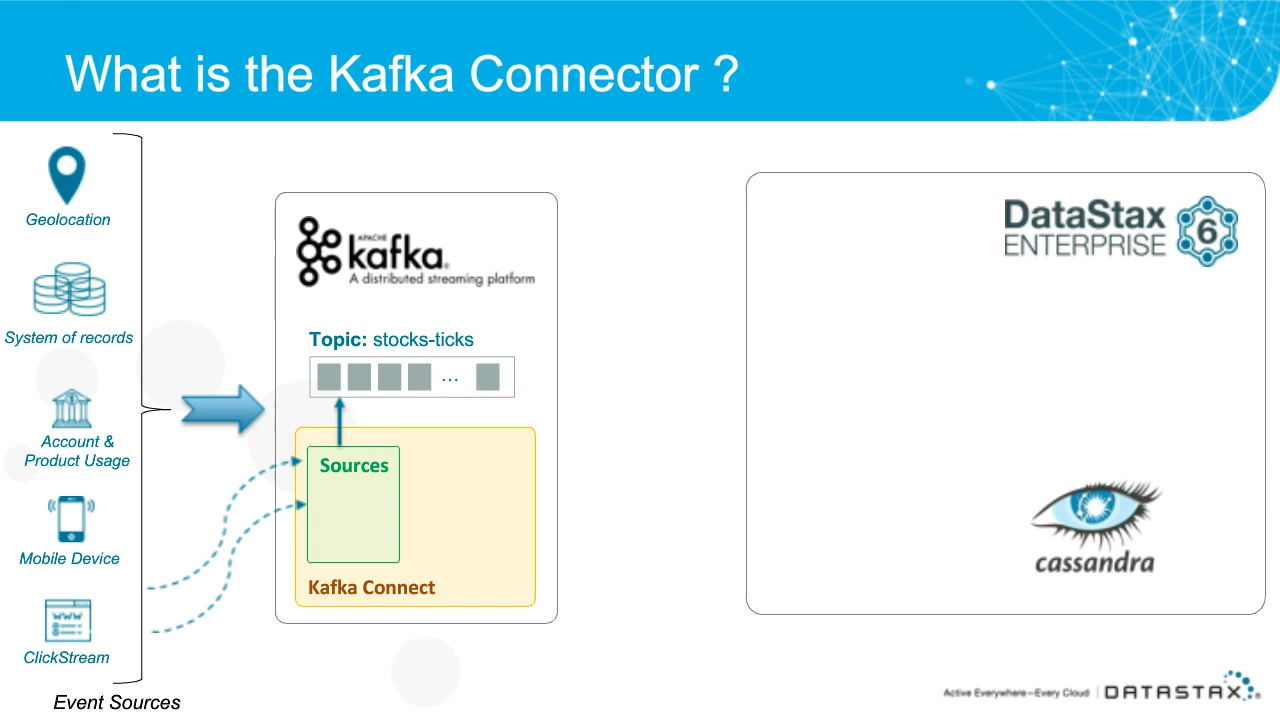 What is the Kafka Connector ?
Geolocation
System of records
Account &
Product Usage
Mobile Device
www
ClickStream
Event Sources
APACHE
kafka®
A distributed streaming platform
Topic: stocks-ticks
...
Sources
Kafka Connect
DataStax
ENTERPRISE
6
cassandra
Active Everywhere—Every Cloud
DATASTAX®